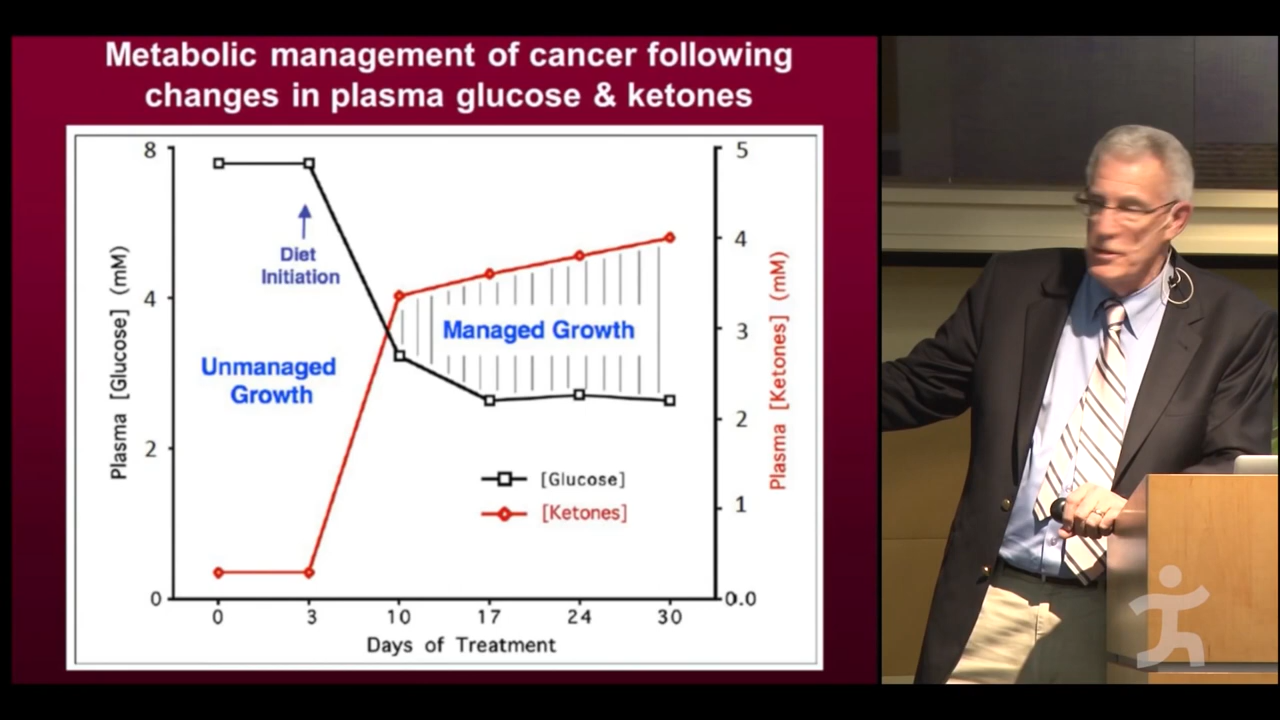 Metabolic management of cancer following
changes in plasma glucose & ketones
8
4
2
0
Plasma [Glucose] (mM)
5
4
3
2
1
0.0
Plasma [Ketones] (mM)
Diet
Initiation
Unmanaged
Growth
Managed Growth
[Glucose]
[Ketones]
0 3 10 17 24 30
Days of Treatment